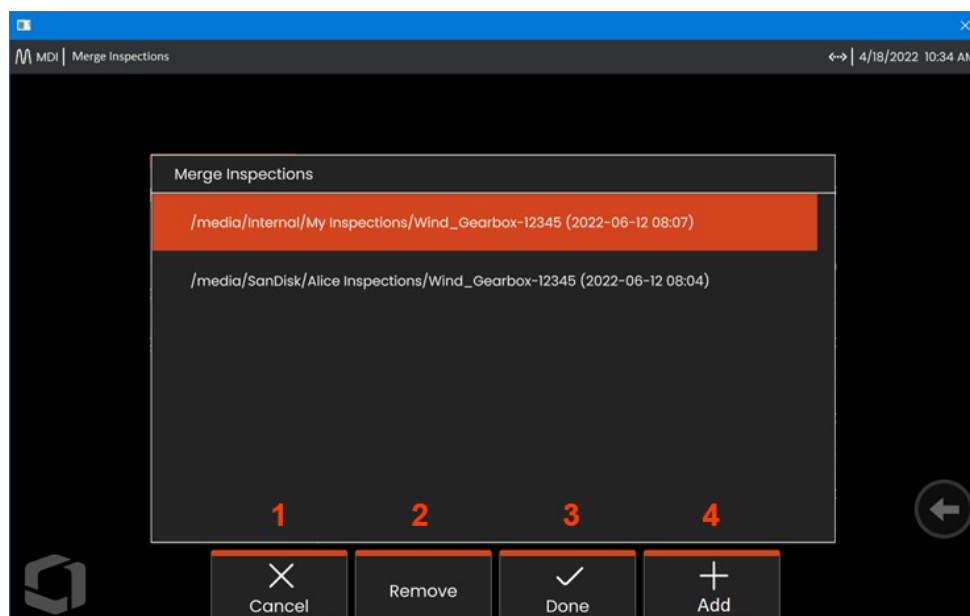 MDI | Merge Inspections
4/18/2022 10:34 AM
Merge Inspections
/media/Internal/My Inspections/Wind_Gearbox-12345 (2022-06-12 08:07)
/media/SanDisk/Alice Inspections/Wind_Gearbox-12345 (2022-06-12 08:04)
1 2 3 4
Cancel Remove Done Add